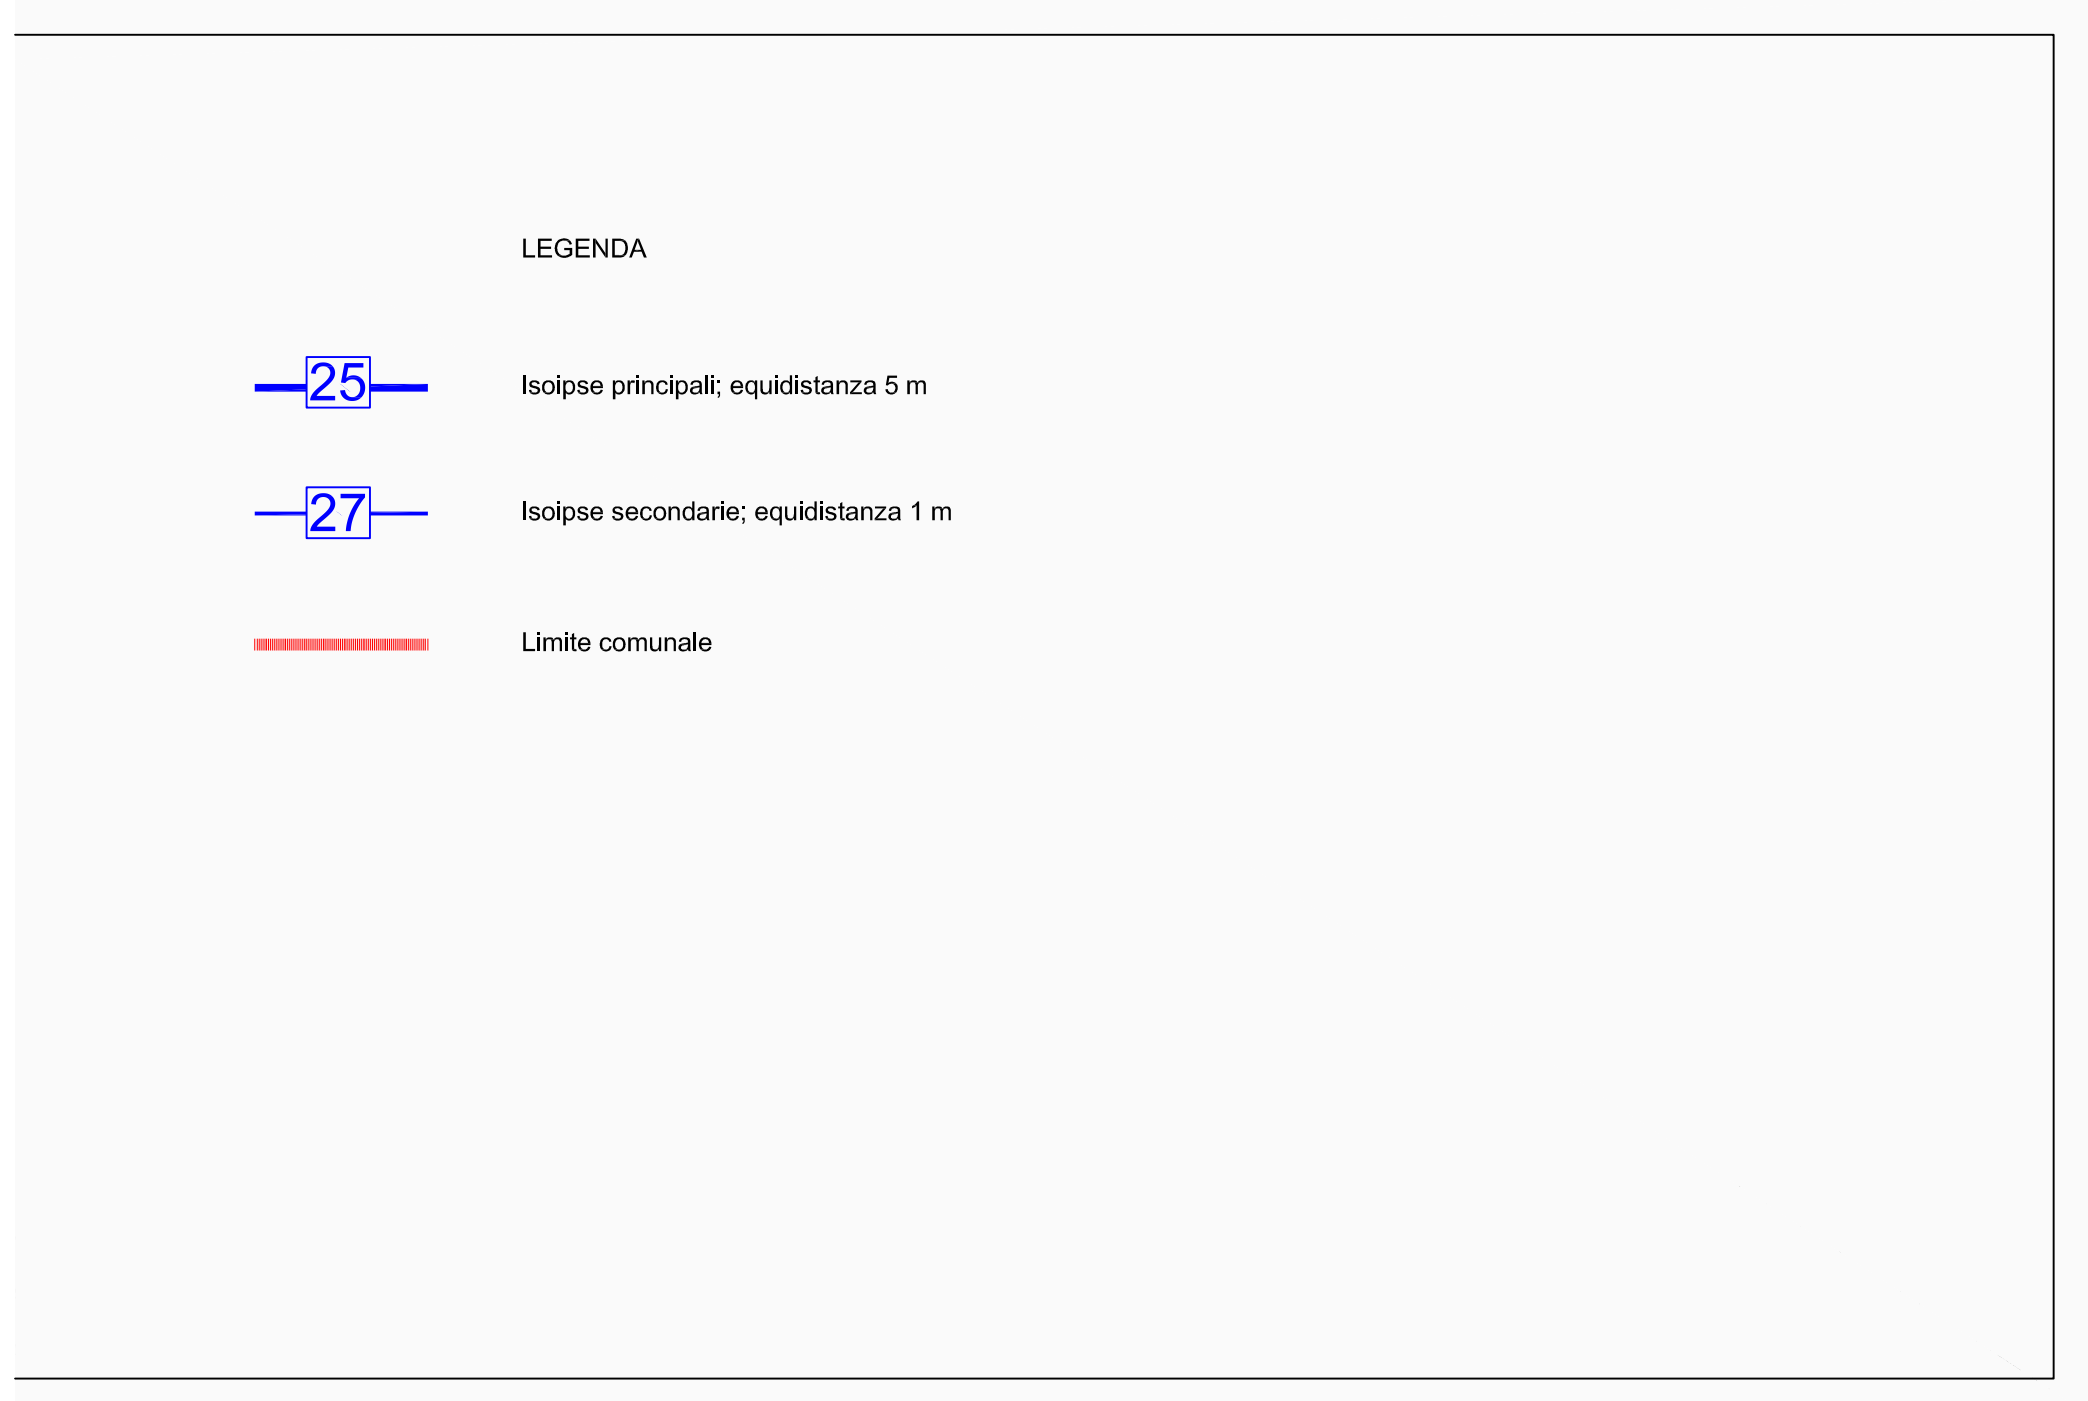 LEGENDA
25 Isoipse principali; equidistanza 5 m
27 Isoipse secondarie; equidistanza 1 m
Limite comunale